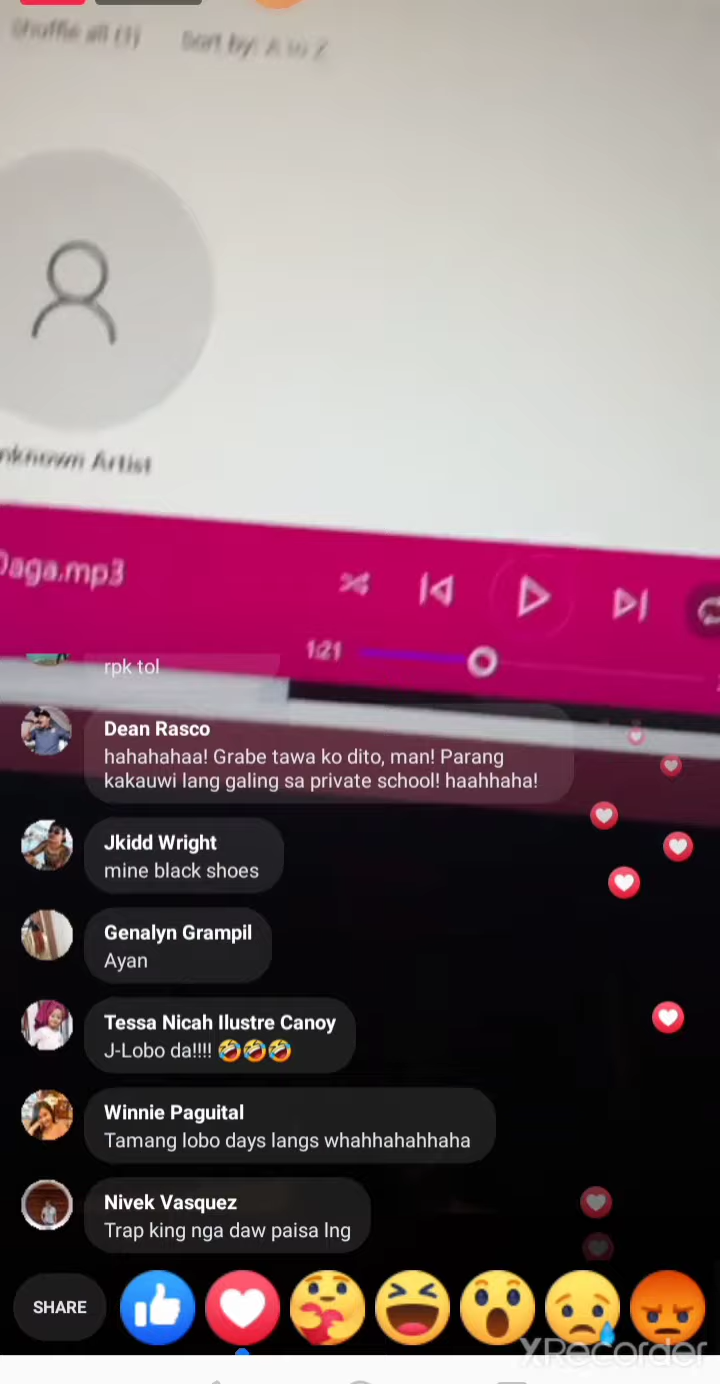 Shuffle all (1) Sort by: A to Z
Artist
.mp3
1:21
rpk tol
Dean Rasco
hahahahaa! Grabe tawa ko dito, man! Parang
kakauwi lang galing sa private school! haahhaha!
Jkidd Wright
mine black shoes
Genalyn Grampil
Ayan
Tessa Nicah Ilustre Canoy
J-Lobo da!!!! 🤣🤣🤣
Winnie Paguital
Tamang lobo days langs whahhahahhaha
Nivek Vasquez
Trap king nga daw paisa lng
SHARE
XRecorder